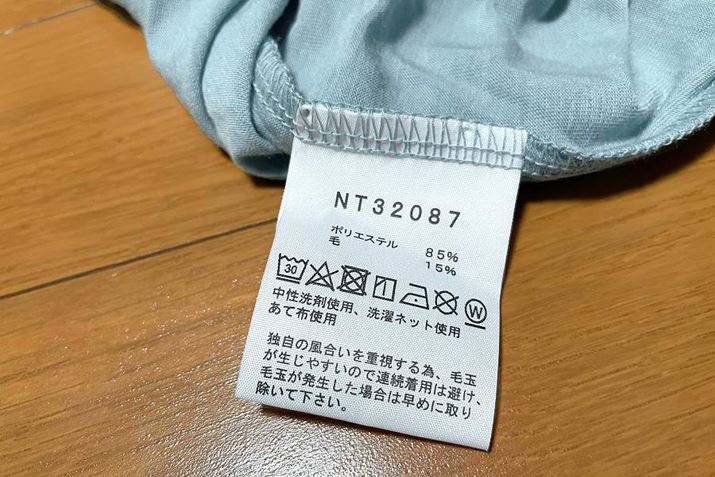 NT32087
ポリエステル 85%
毛 15%
30 W
中性洗剤使用、洗濯ネット使用
あて布使用
独自の風合いを重視する為、毛玉
が生じやすいので連続着用は避け、
毛玉が発生した場合は早めに取り
除いて下さい。